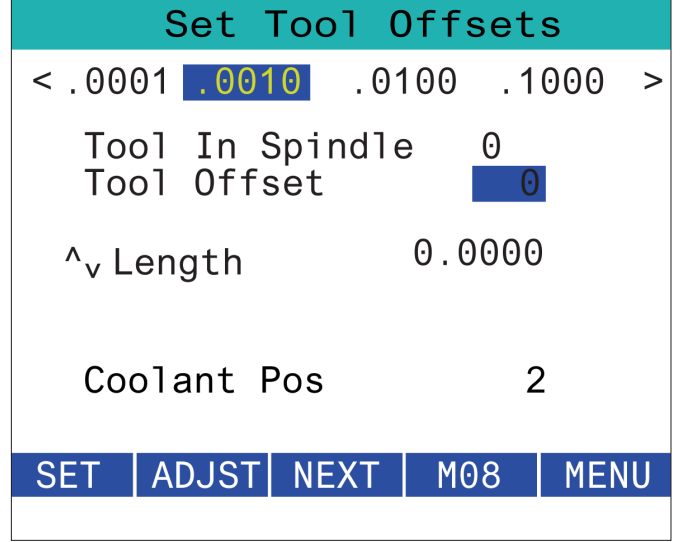 Set Tool Offsets
< .0001 .0010 .0100 .1000 >
Tool In Spindle 0
Tool Offset 0
^v Length 0.0000
Coolant Pos 2
SET ADJST NEXT M08 MENU